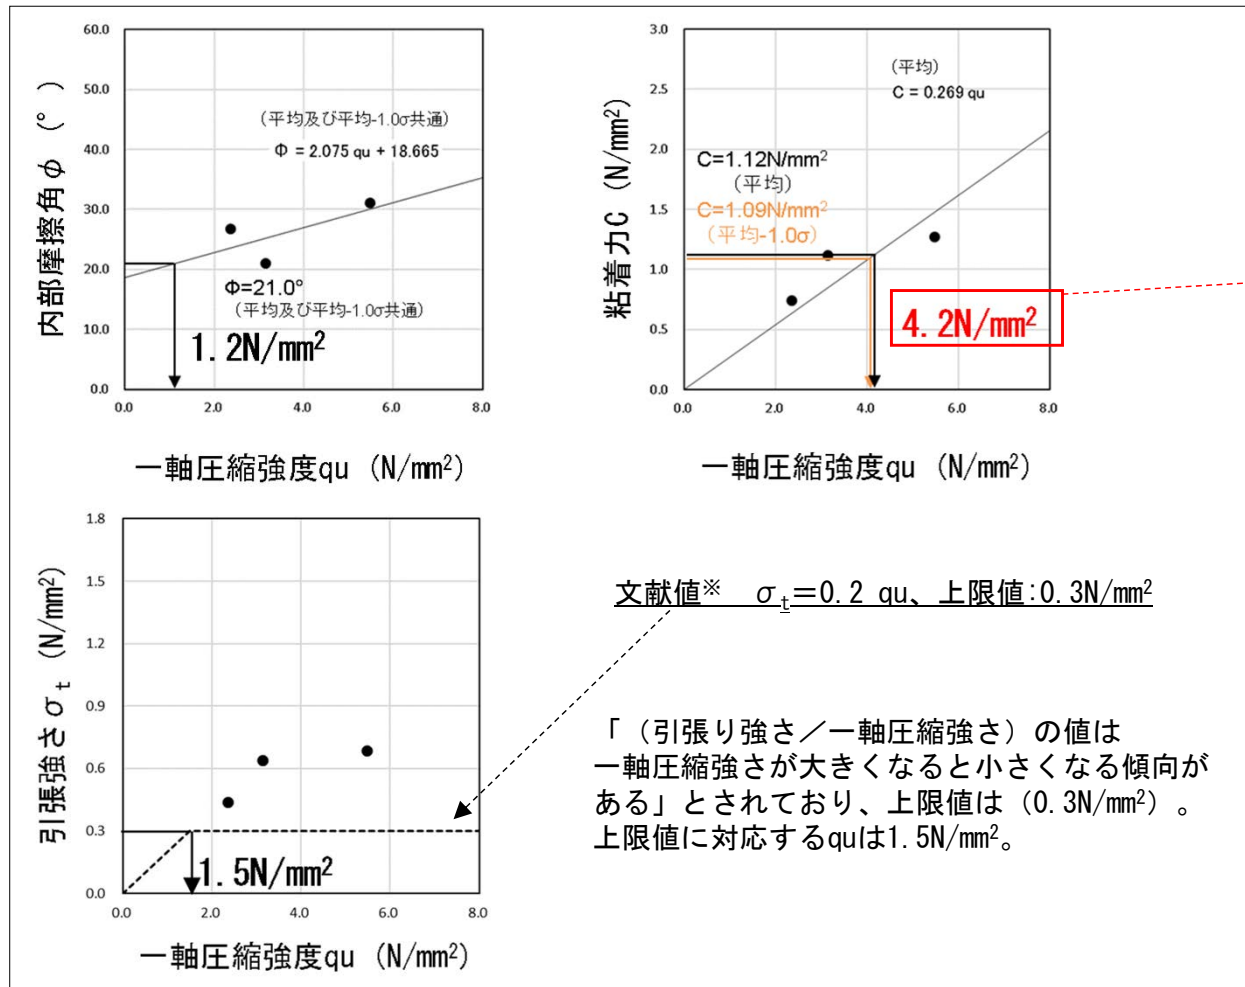 60.0
50.0
40.0
30.0
20.0
10.0
0.0
内部摩擦角φ（°）
(平均及び平均-1.0σ共通)
Φ = 2.075 qu + 18.665
Φ=21.0°
(平均及び平均-1.0σ共通)
1.2N/mm²
0.0 2.0 4.0 6.0 8.0
一軸圧縮強度qu（N/mm²）
3.0
2.5
2.0
1.5
1.0
0.5
0.0
粘着力C（N/mm²）
(平均)
C = 0.269 qu
C=1.12N/mm²
(平均)
C=1.09N/mm²
(平均-1.0σ)
4.2N/mm²
0.0 2.0 4.0 6.0 8.0
一軸圧縮強度qu（N/mm²）
1.8
1.5
1.2
0.9
0.6
0.3
0.0
引張強さσt（N/mm²）
1.5N/mm²
0.0 2.0 4.0 6.0 8.0
一軸圧縮強度qu（N/mm²）
文献値※　σt＝0.2 qu、上限値：0.3N/mm²
「（引張り強さ／一軸圧縮強さ）の値は
一軸圧縮強さが大きくなると小さくなる傾向が
ある」とされており、上限値は（0.3N/mm²）。
上限値に対応するquは1.5N/mm²。